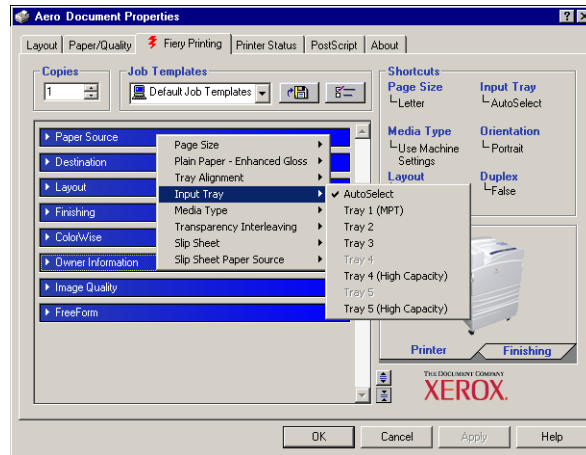 Aero Document Properties
Layout Paper/Quality Fiery Printing Printer Status PostScript About
Copies
1
Job Templates
Default Job Templates
Shortcuts
Page Size
Letter
Input Tray
AutoSelect
Media Type
Use Machine
Settings
Orientation
Portrait
Layout
Duplex
False
Paper Source
Destination
Layout
Finishing
ColorWise
Owner Information
Image Quality
FreeForm
Page Size
Plain Paper - Enhanced Gloss
Tray Alignment
Input Tray
Media Type
Transparency Interleaving
Slip Sheet
Slip Sheet Paper Source
AutoSelect
Tray 1 (MPT)
Tray 2
Tray 3
Tray 4
Tray 4 (High Capacity)
Tray 5
Tray 5 (High Capacity)
Printer Finishing
THE DOCUMENT COMPANY
XEROX.
OK Cancel Apply Help